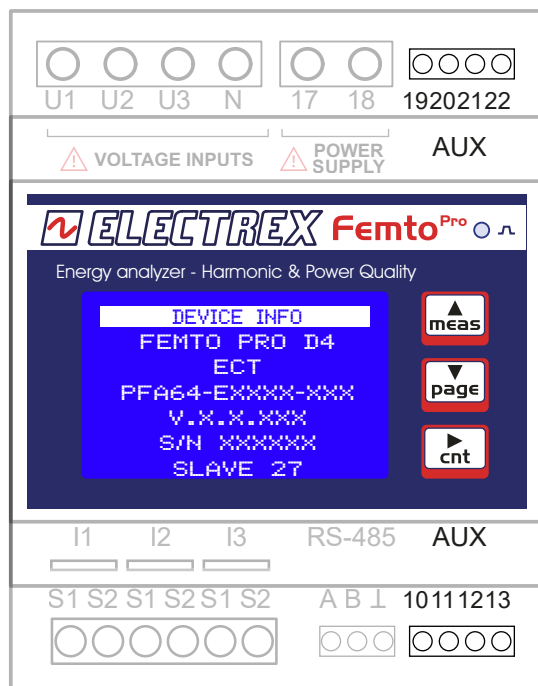 U1 U2 U3 N 17 18 19202122
VOLTAGE INPUTS POWER SUPPLY AUX
ELECTREX Femto Pro
Energy analyzer - Harmonic & Power Quality
DEVICE INFO
FEMTO PRO D4
ECT
PFA64-EXXXX-XXX
V.X.X.XXX
S/N XXXXXX
SLAVE 27
meas
page
cnt
I1 I2 I3 RS-485 AUX
S1 S2 S1 S2 S1 S2 A B ⊥ 10111213